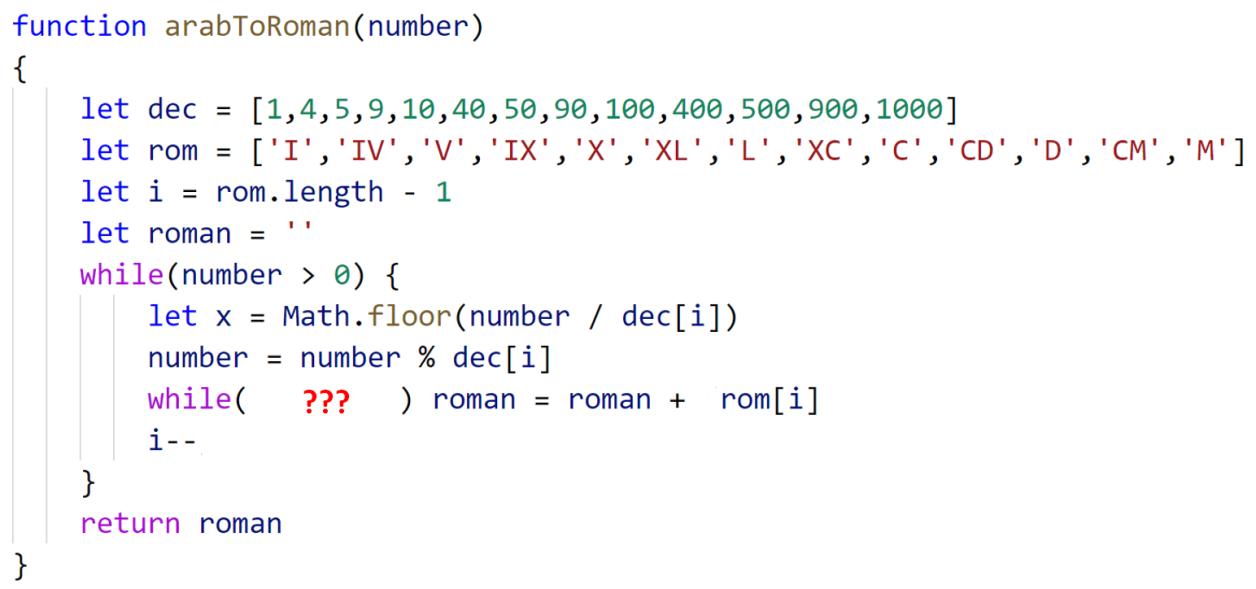 function arabToRoman(number)
{
let dec = [1,4,5,9,10,40,50,90,100,400,500,900,1000]
let rom = ['I','IV','V','IX','X','XL','L','XC','C','CD','D','CM','M']
let i = rom.length - 1
let roman = ''
while(number > 0) {
let x = Math.floor(number / dec[i])
number = number % dec[i]
while( ??? ) roman = roman + rom[i]
i--
}
return roman
}